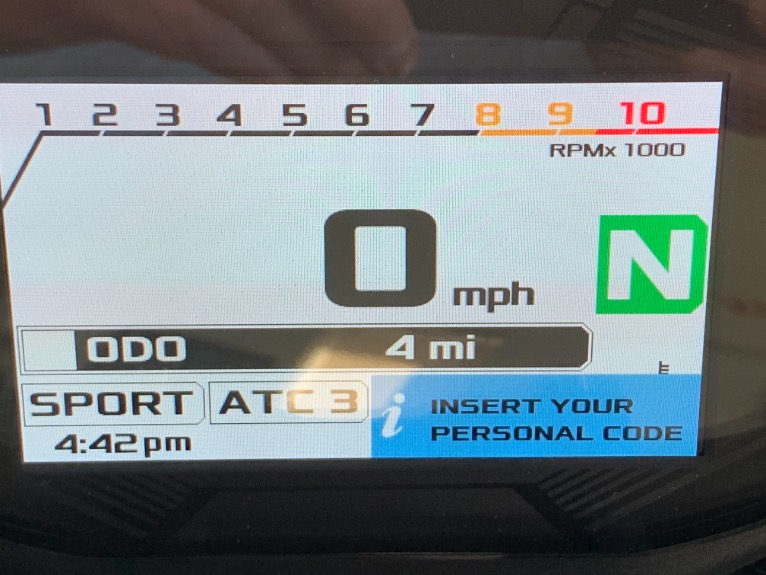 1 2 3 4 5 6 7 8 9 10
RPMx 1000
0 mph
N
ODO 4 mi
SPORT ATC 3
i INSERT YOUR
PERSONAL CODE
4:42pm